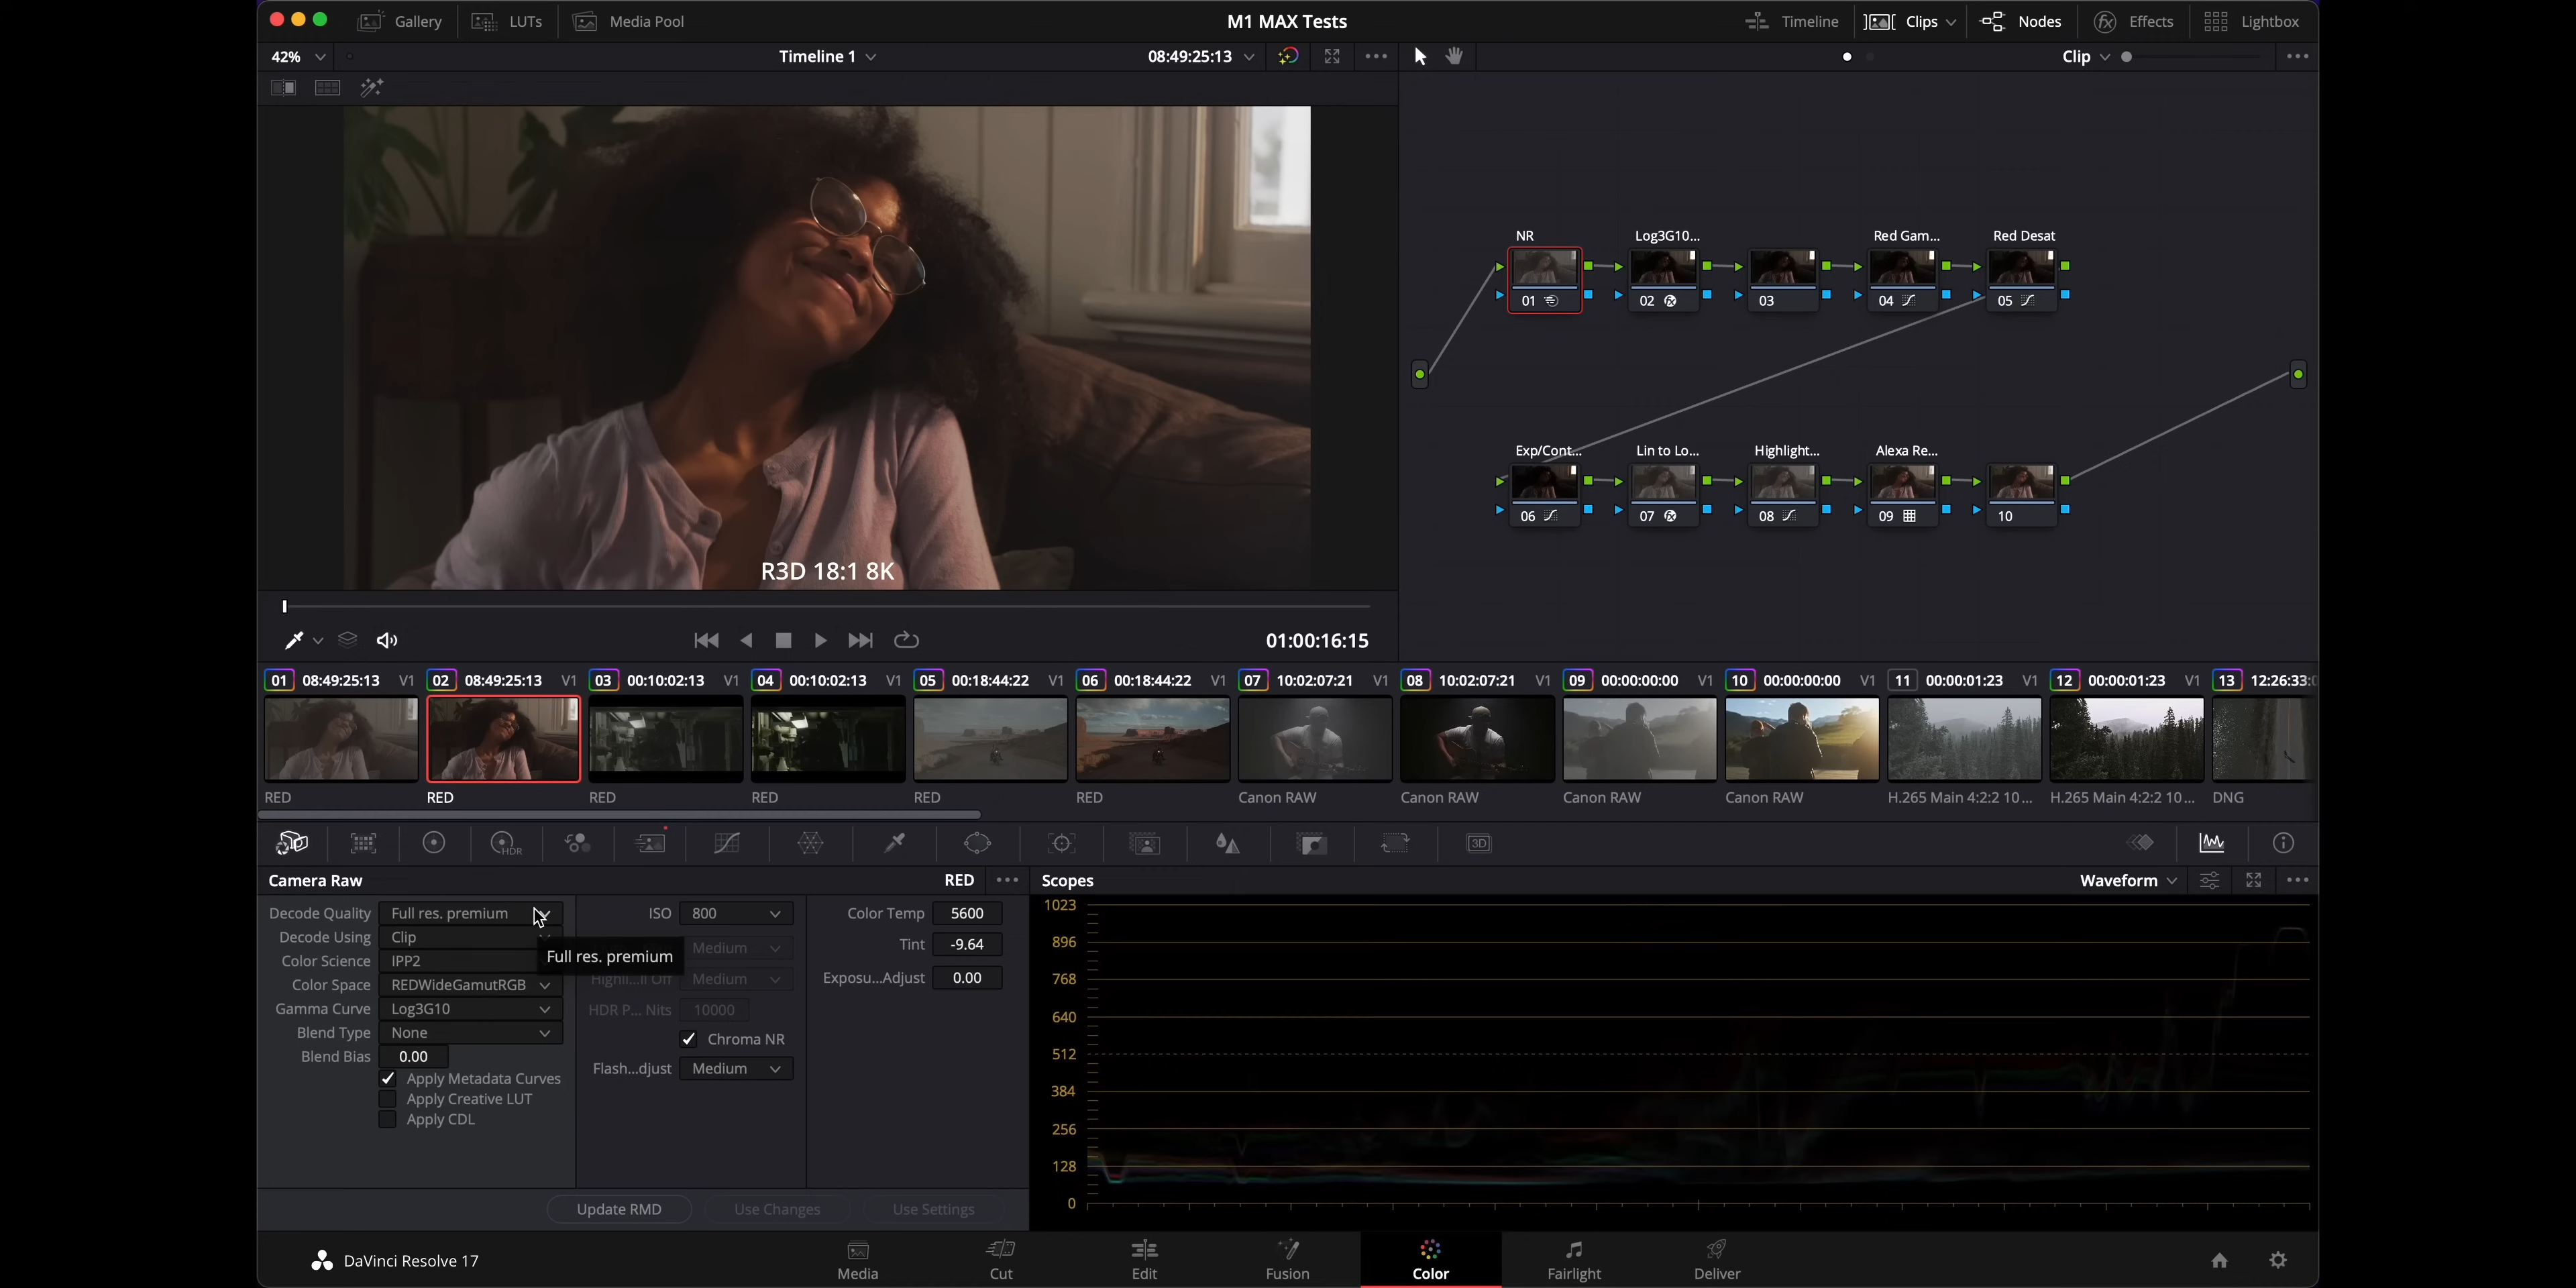 Gallery LUTs Media Pool M1 MAX Tests Timeline Clips Nodes Effects Lightbox
42% Timeline 1 08:49:25:13 Clip
R3D 18:1 8K
NR Log3G10... Red Gam... Red Desat
01 02 03 04 05
Exp/Cont... Lin to Lo... Highlight... Alexa Re...
06 07 08 09 10
01:00:16:15
01 08:49:25:13 V1 02 08:49:25:13 V1 03 00:10:02:13 V1 04 00:10:02:13 V1 05 00:18:44:22 V1 06 00:18:44:22 V1 07 10:02:07:21 V1 08 10:02:07:21 V1 09 00:00:00:00 V1 10 00:00:00:00 V1 11 00:00:01:23 V1 12 00:00:01:23 V1 13 12:26:33:
RED RED RED RED RED RED Canon RAW Canon RAW Canon RAW Canon RAW H.265 Main 4:2:2 10... H.265 Main 4:2:2 10... DNG
HDR 3D
Camera Raw RED
Decode Quality Full res. premium
Decode Using Clip
Color Science IPP2
Full res. premium
Color Space REDWideGamutRGB
Gamma Curve Log3G10
Blend Type None
Blend Bias 0.00
Apply Metadata Curves
Apply Creative LUT
Apply CDL
ISO 800
Medium
Highli...ll Off Medium
HDR P... Nits 10000
Chroma NR
Flash...djust Medium
Color Temp 5600
Tint -9.64
Exposu...Adjust 0.00
Update RMD Use Changes Use Settings
Scopes Waveform
1023
896
768
640
512
384
256
128
0
DaVinci Resolve 17 Media Cut Edit Fusion Color Fairlight Deliver